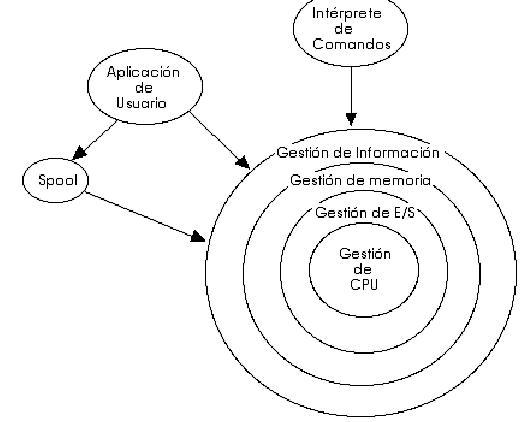 Intérprete
de
Comandos
Aplicación
de
Usuario
Spool
Gestión de Información
Gestión de memoria
Gestión de E/S
Gestión
de
CPU